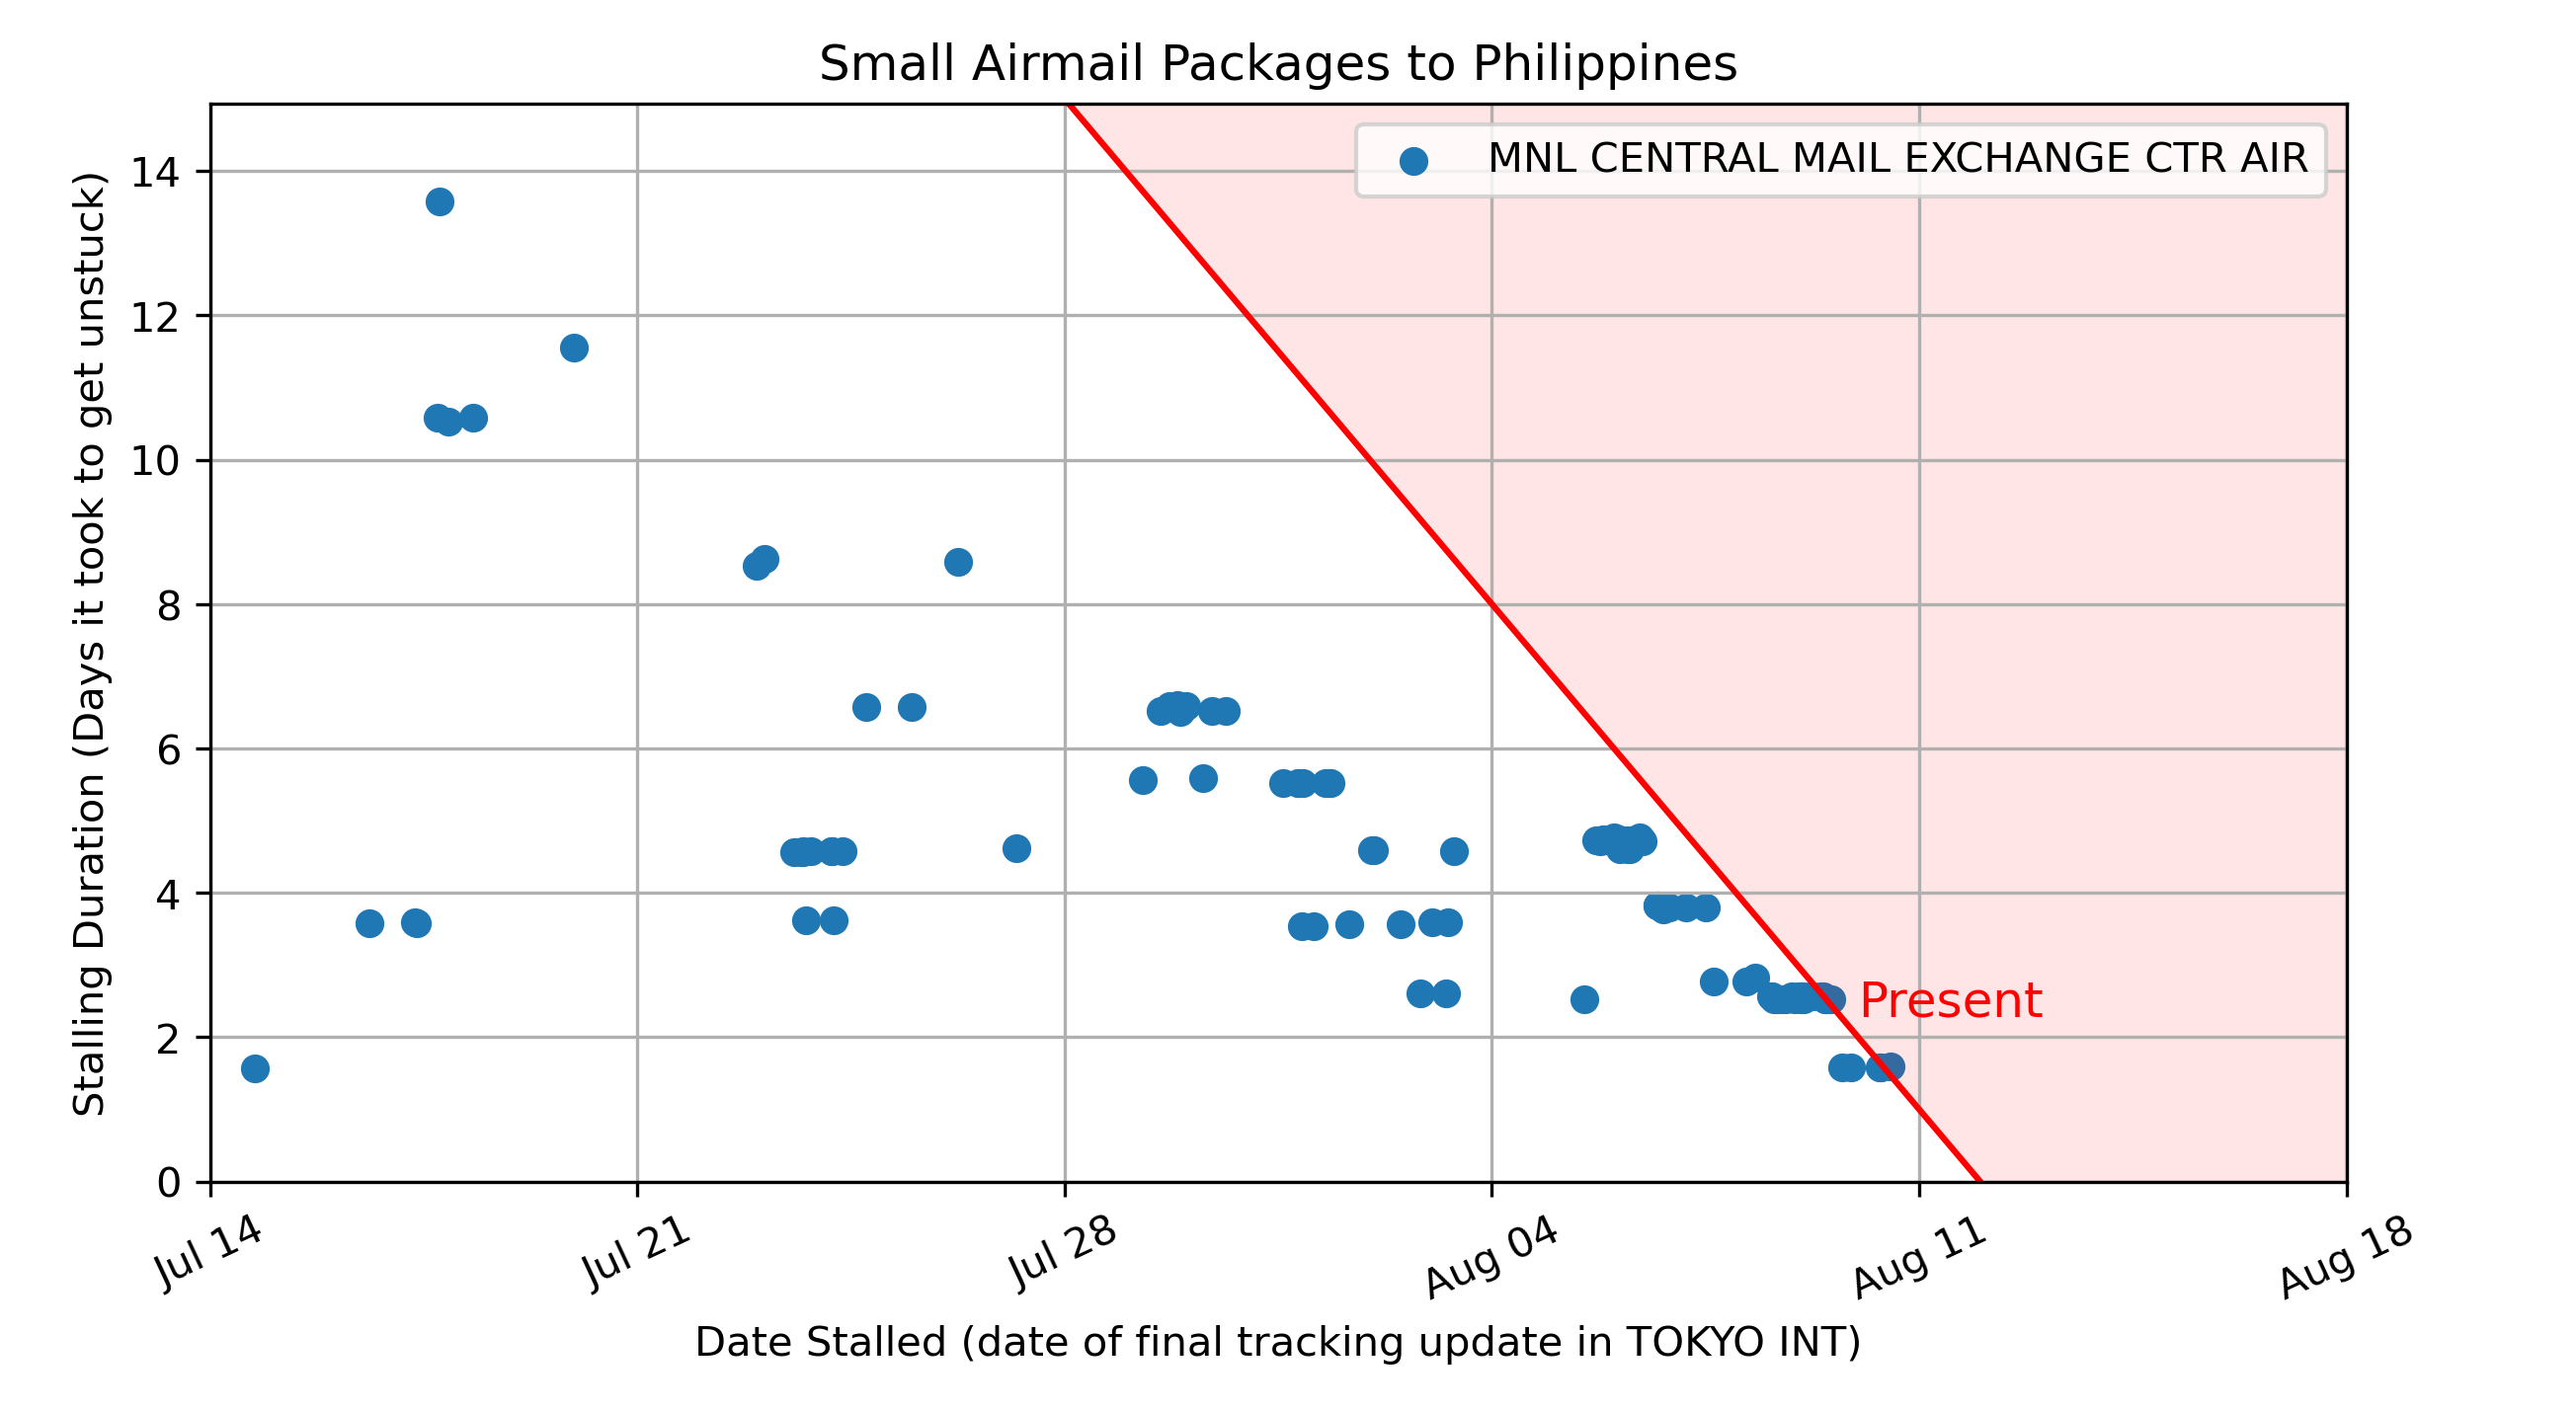 Small Airmail Packages to Philippines
MNL CENTRAL MAIL EXCHANGE CTR AIR
Stalling Duration (Days it took to get unstuck)
14
12
10
8
6
4
2
0
Present
Jul 14
Jul 21
Jul 28
Aug 04
Aug 11
Aug 18
Date Stalled (date of final tracking update in TOKYO INT)